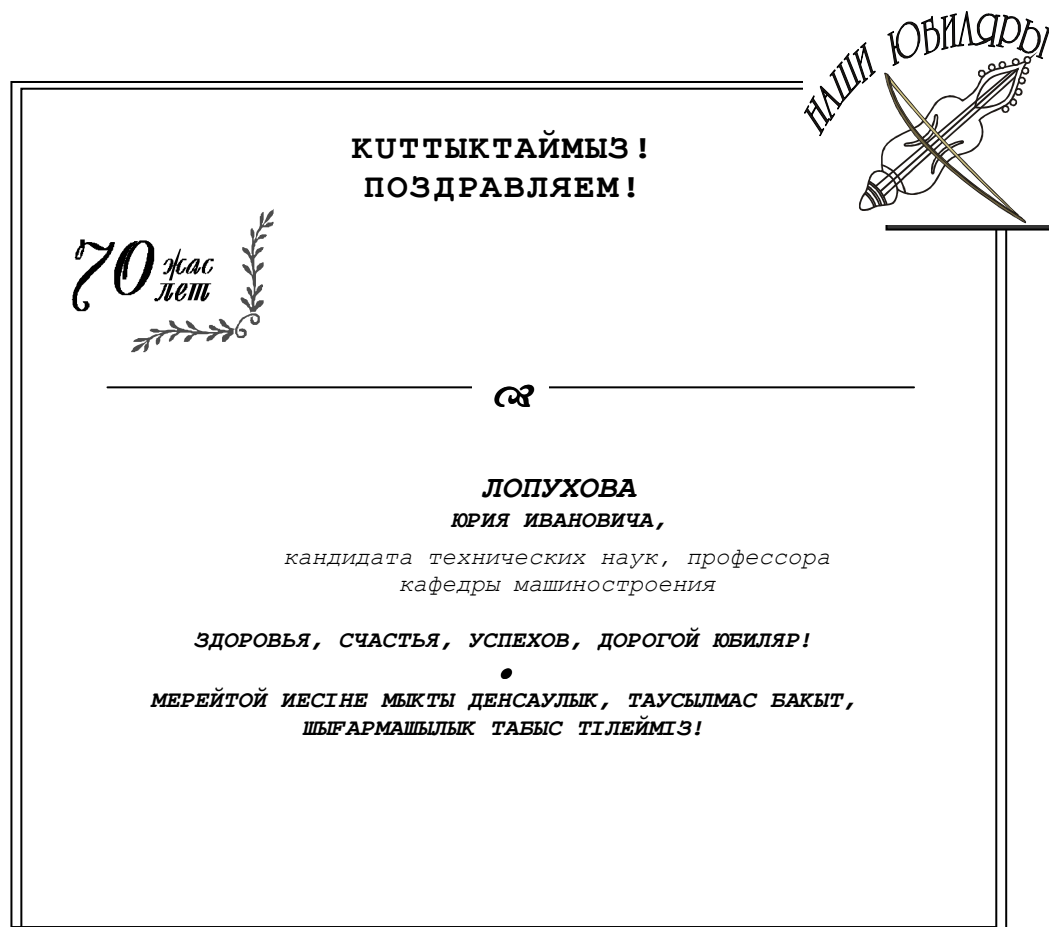 НАШИ ЮБИЛЯРЫ
КUТТЫКТАЙМЫЗ!
ПОЗДРАВЛЯЕМ!
70 жас
лет
ЛОПУХОВА
ЮРИЯ ИВАНОВИЧА,
кандидата технических наук, профессора
кафедры машиностроения
ЗДОРОВЬЯ, СЧАСТЬЯ, УСПЕХОВ, ДОРОГОЙ ЮБИЛЯР!
•
МЕРЕЙТОЙ ИЕСІНЕ МЫКТЫ ДЕНСАУЛЫК, ТАУСЫЛМАС БАКЫТ,
ШЫҒАРМАШЫЛЫК ТАБЫС ТІЛЕЙМІЗ!